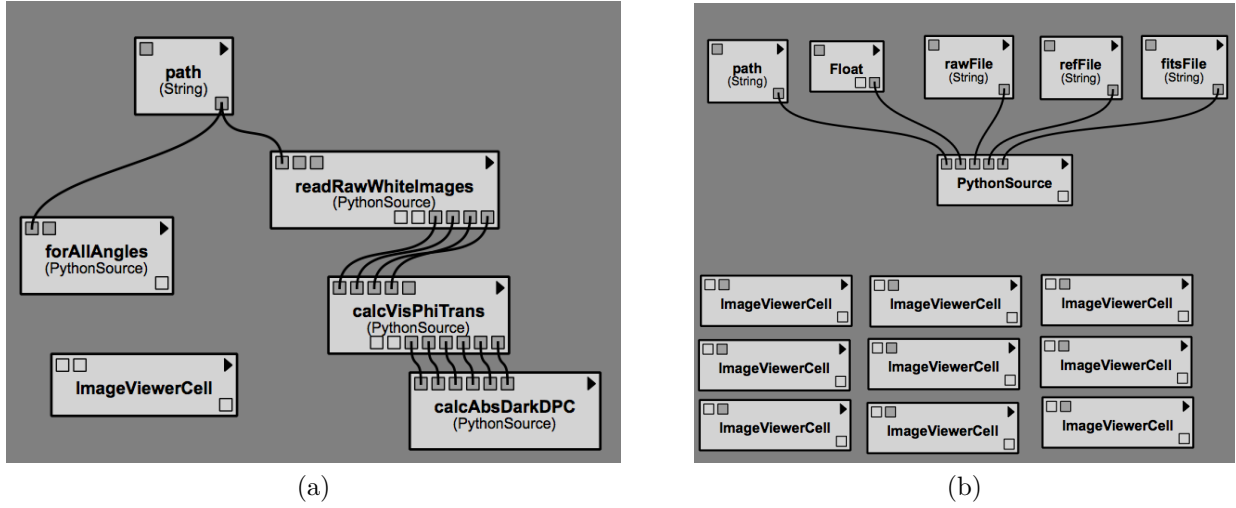 path
(String)
readRawWhiteImages
(PythonSource)
forAllAngles
(PythonSource)
calcVisPhiTrans
(PythonSource)
ImageViewerCell
calcAbsDarkDPC
(PythonSource)
(a)
path
(String)
Float
rawFile
(String)
refFile
(String)
fitsFile
(String)
PythonSource
ImageViewerCell
ImageViewerCell
ImageViewerCell
ImageViewerCell
ImageViewerCell
ImageViewerCell
ImageViewerCell
ImageViewerCell
ImageViewerCell
(b)